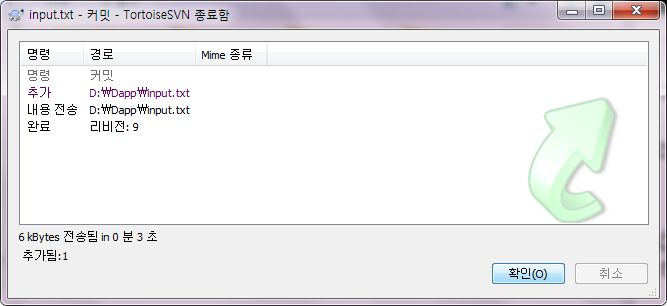 input.txt - 커밋 - TortoiseSVN 종료함
명령 경로 Mime 종류
명령 커밋
추가 D:₩Dapp₩input.txt
내용 전송 D:₩Dapp₩input.txt
완료 리비전: 9
6 kBytes 전송됨 in 0 분 3 초
추가됨:1
확인(O) 취소